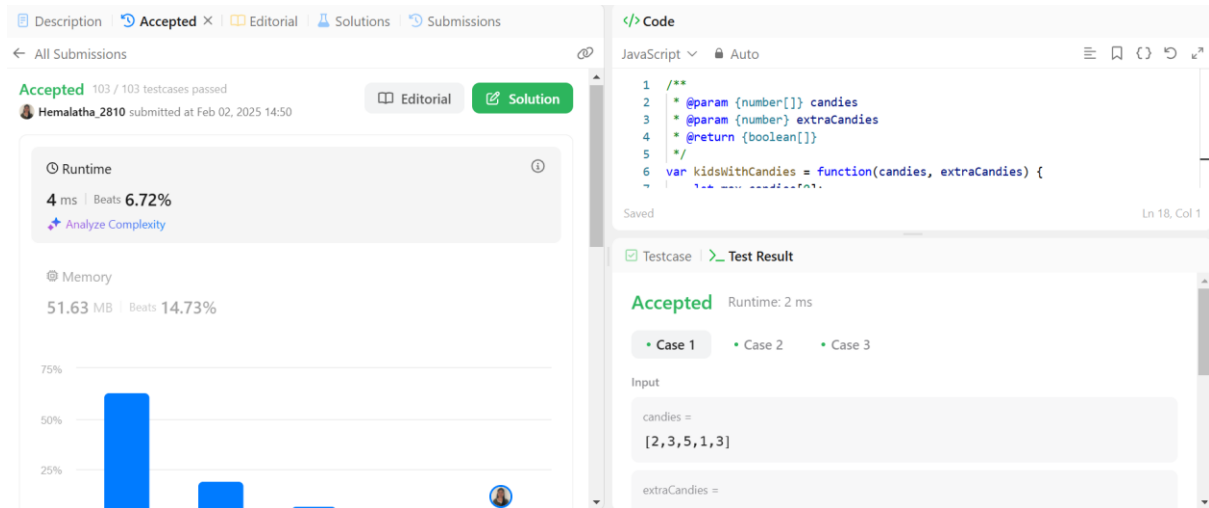 Description Accepted Editorial Solutions Submissions
All Submissions
Accepted 103 / 103 testcases passed
Hemalatha_2810 submitted at Feb 02, 2025 14:50
Editorial Solution
Runtime
4 ms Beats 6.72%
Analyze Complexity
Memory
51.63 MB Beats 14.73%
75%
50%
25%
</> Code
JavaScript Auto
1 /**
2 * @param {number[]} candies
3 * @param {number} extraCandies
4 * @return {boolean[]}
5 */
6 var kidsWithCandies = function(candies, extraCandies) {
Saved Ln 18, Col 1
Testcase >_ Test Result
Accepted Runtime: 2 ms
• Case 1 • Case 2 • Case 3
Input
candies =
[2,3,5,1,3]
extraCandies =